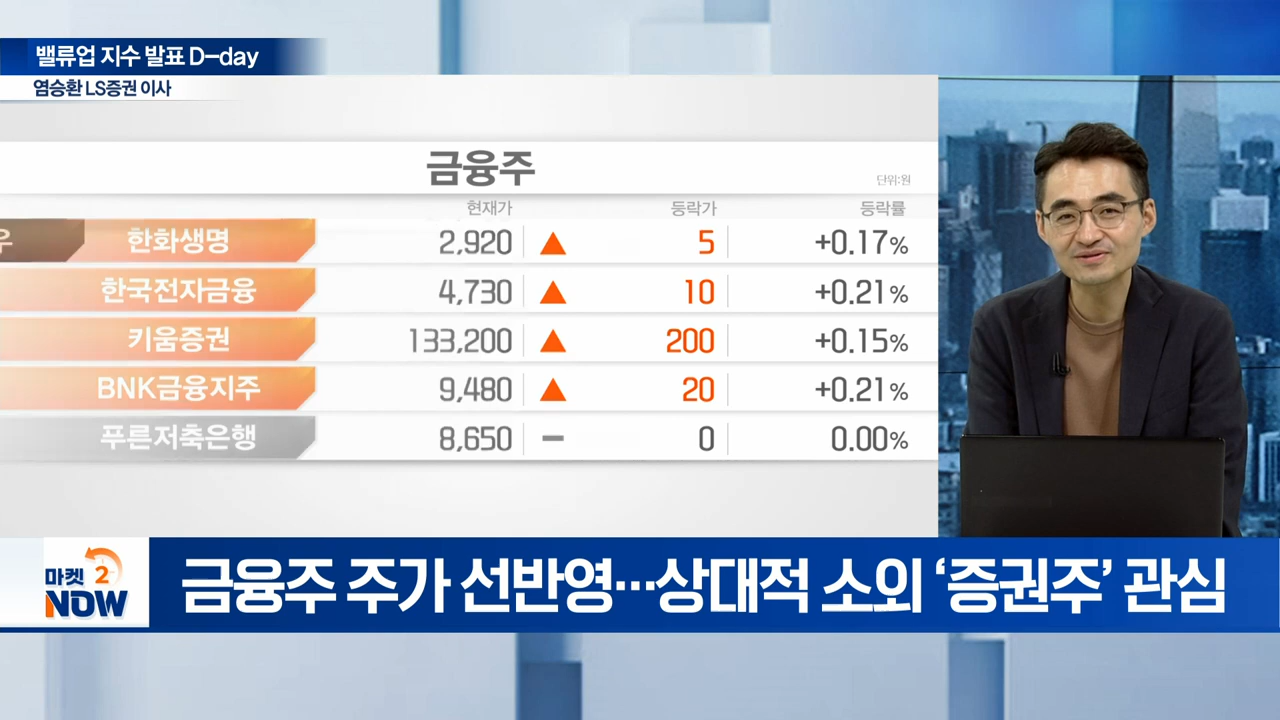 밸류업 지수 발표 D-day
염승환 LS증권 이사
금융주
단위:원
현재가 등락가 등락률
우 한화생명 2,920 ▲ 5 +0.17%
한국전자금융 4,730 ▲ 10 +0.21%
키움증권 133,200 ▲ 200 +0.15%
BNK금융지주 9,480 ▲ 20 +0.21%
푸른저축은행 8,650 - 0 0.00%
마켓 2
NOW
금융주 주가 선반영…상대적 소외 ‘증권주’ 관심